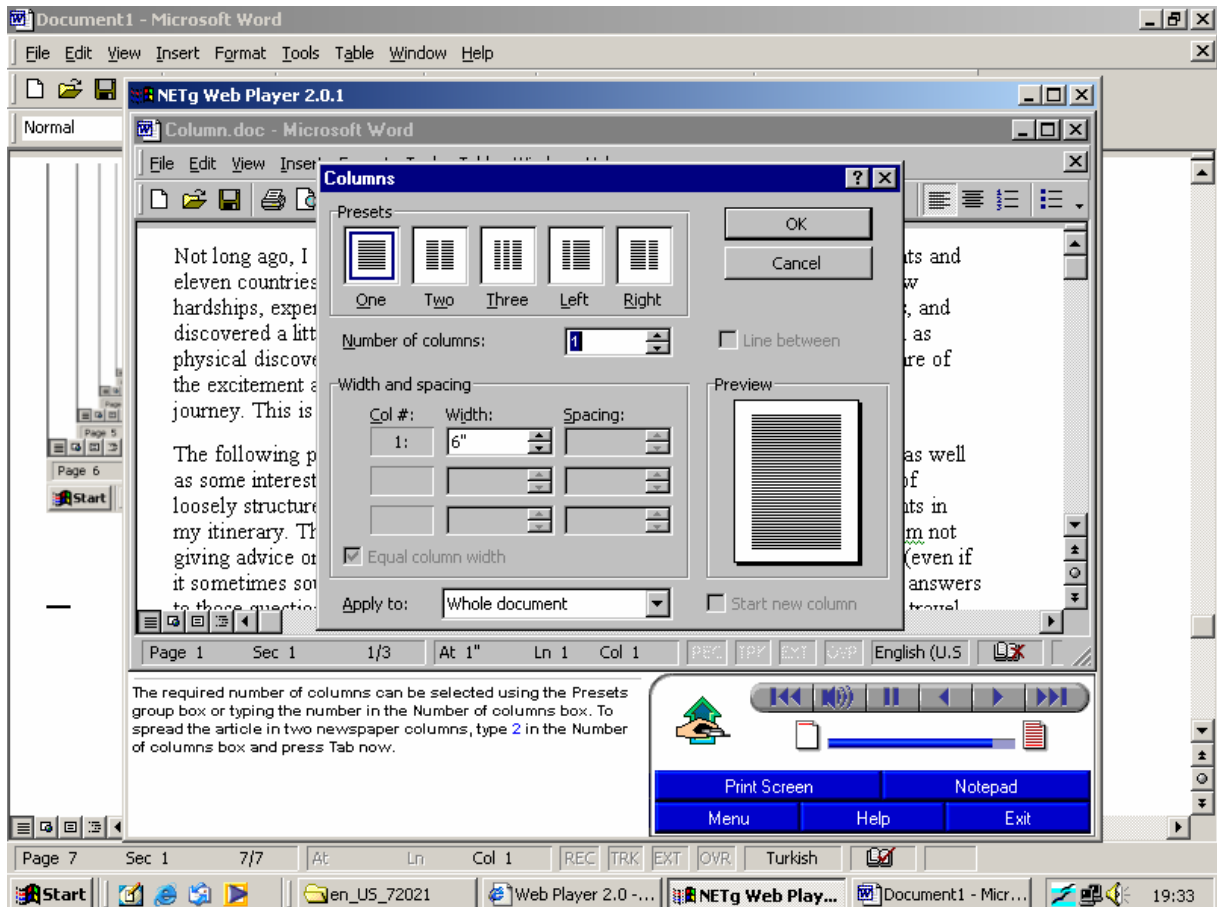 Document1 - Microsoft Word
File Edit View Insert Format Tools Table Window Help
Normal
NETg Web Player 2.0.1
Column.doc - Microsoft Word
File Edit View Insert
Columns
Presets
One Two Three Left Right
OK
Cancel
Number of columns: 1
Line between
Width and spacing
Col #: Width: Spacing:
1: 6"
Equal column width
Preview
Apply to: Whole document
Start new column
Not long ago, I
eleven countries
hardships, exper
discovered a litt
physical discove
the excitement a
journey. This is
The following p
as some interest
loosely structure
my itinerary. Th
giving advice or
it sometimes sou
to those questio
ts and
w
, and
as
re of
as well
of
ts in
m not
(even if
answers
travel
Page 1 Sec 1 1/3 At 1" Ln 1 Col 1 REC TRK EXT OVR English (U.S
The required number of columns can be selected using the Presets
group box or typing the number in the Number of columns box. To
spread the article in two newspaper columns, type 2 in the Number
of columns box and press Tab now.
Print Screen Notepad
Menu Help Exit
Page 5
Page 6
Start
Page 7 Sec 1 7/7 At Ln Col 1 REC TRK EXT OVR Turkish
Start en_US_72021 Web Player 2.0 -... NETg Web Play... Document1 - Micr... 19:33